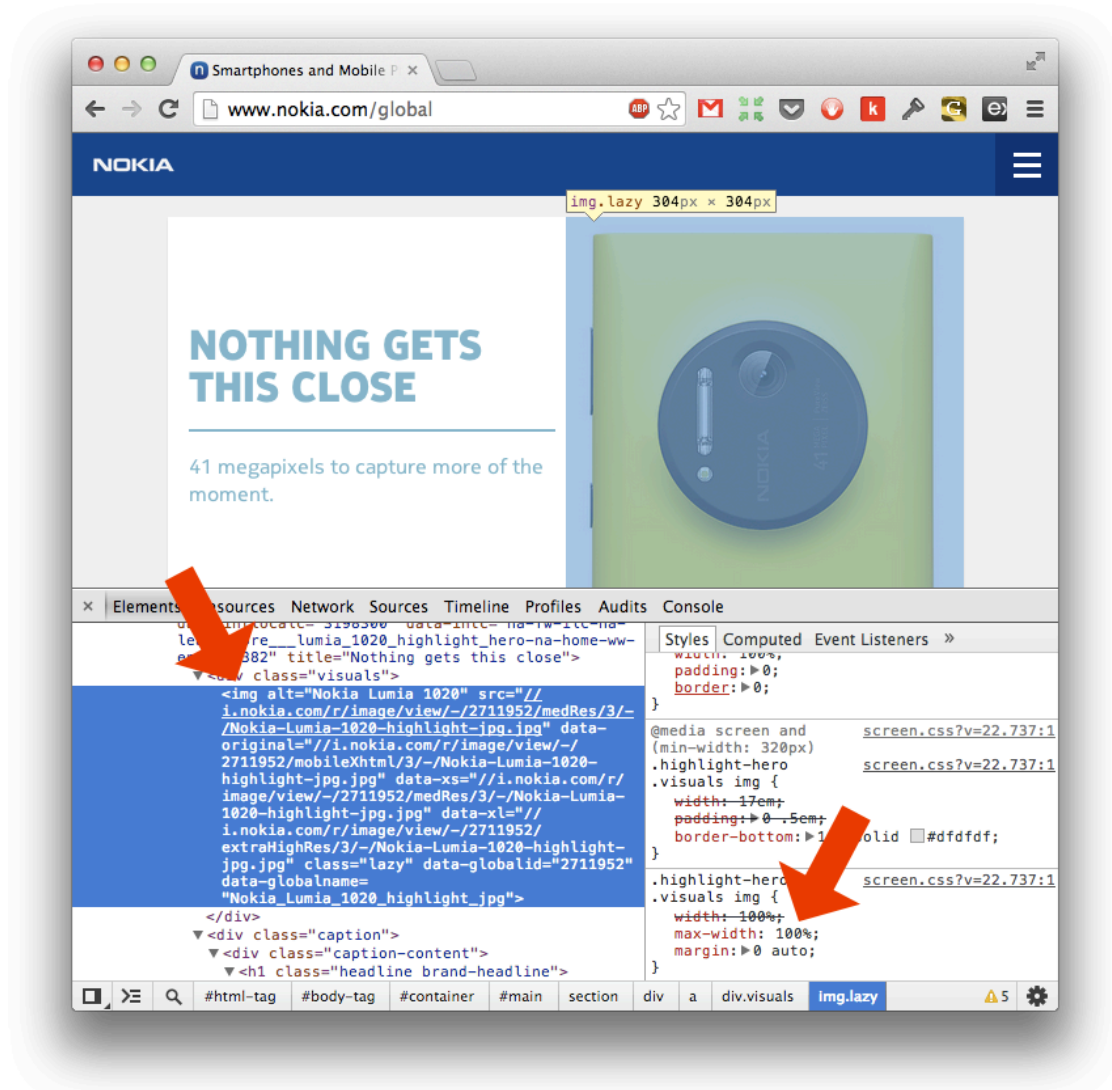 Smartphones and Mobile P
www.nokia.com/global
ABP
NOKIA
img.lazy 304px × 304px
NOTHING GETS
THIS CLOSE
41 megapixels to capture more of the
moment.
NOKIA
41
× Elements Resources Network Sources Timeline Profiles Audits Console
lumia_1020_highlight_hero-na-home-ww-
382" title="Nothing gets this close">
▼<div class="visuals">
<img alt="Nokia Lumia 1020" src="//
i.nokia.com/r/image/view/-/2711952/medRes/3/-
/Nokia-Lumia-1020-highlight-jpg.jpg" data-
original="//i.nokia.com/r/image/view/-/
2711952/mobileXhtml/3/-/Nokia-Lumia-1020-
highlight-jpg.jpg" data-xs="//i.nokia.com/r/
image/view/-/2711952/medRes/3/-/Nokia-Lumia-
1020-highlight-jpg.jpg" data-xl="//
i.nokia.com/r/image/view/-/2711952/
extraHighRes/3/-/Nokia-Lumia-1020-highlight-
jpg.jpg" class="lazy" data-globalid="2711952"
data-globalname=
"Nokia_Lumia_1020_highlight_jpg">
</div>
▼<div class="caption">
▼<div class="caption-content">
▼<h1 class="headline brand-headline">
Styles Computed Event Listeners »
width: 100%;
padding:▶0;
border:▶0;
}
@media screen and screen.css?v=22.737:1
(min-width: 320px)
.highlight-hero screen.css?v=22.737:1
.visuals img {
width: 17em;
padding:▶0 .5em;
border-bottom:▶1 olid #dfdfdf;
}
.highlight-hero screen.css?v=22.737:1
.visuals img {
width: 100%;
max-width: 100%;
margin:▶0 auto;
}
#html-tag #body-tag #container #main section div a div.visuals img.lazy 5